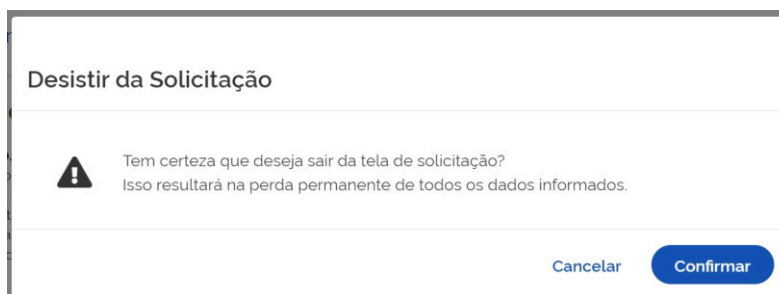 Desistir da Solicitação
Tem certeza que deseja sair da tela de solicitação?
Isso resultará na perda permanente de todos os dados informados.
Cancelar
Confirmar